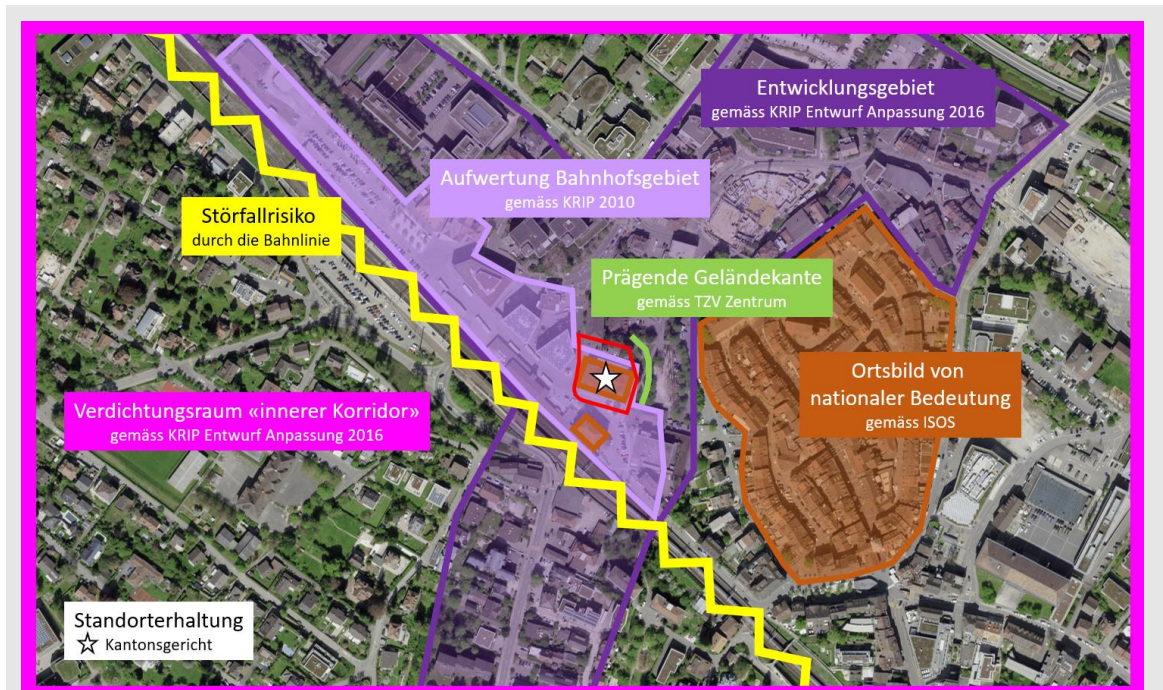 Entwicklungsgebiet
gemäss KRIP Entwurf Anpassung 2016
Aufwertung Bahnhofsgebiet
gemäss KRIP 2010
Störfallrisiko
durch die Bahnlinie
Prägende Geländekante
gemäss TZV Zentrum
Ortsbild von
nationaler Bedeutung
gemäss ISOS
Verdichtungsraum «innerer Korridor»
gemäss KRIP Entwurf Anpassung 2016
Standorterhaltung
Kantonsgericht